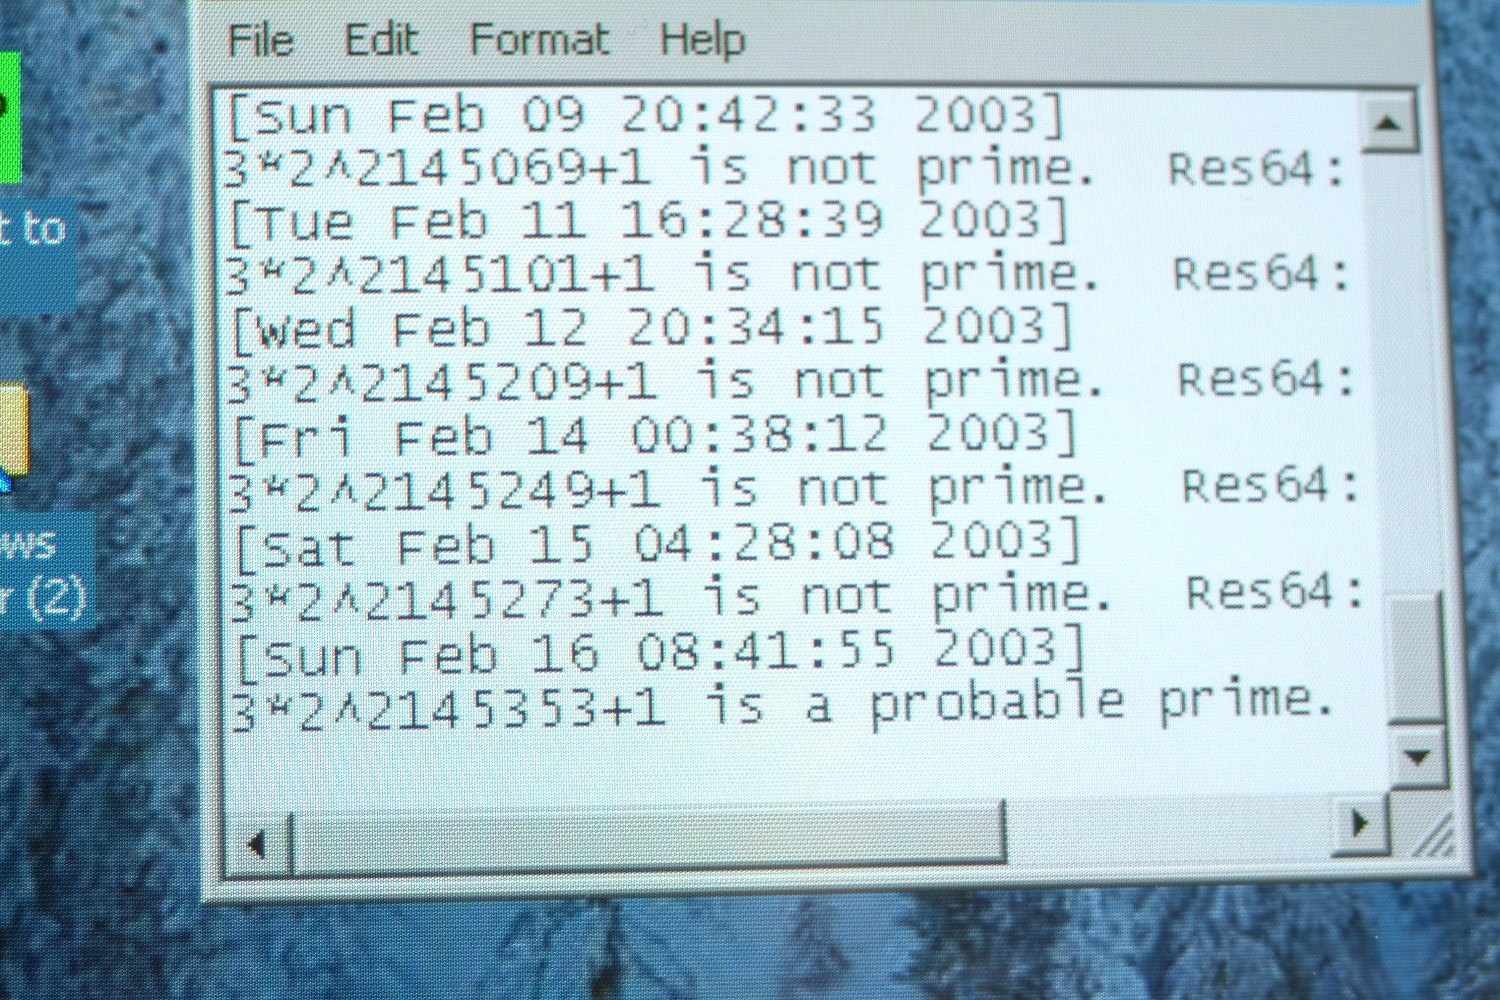 File Edit Format Help
[Sun Feb 09 20:42:33 2003]
3*2^2145069+1 is not prime. Res64:
[Tue Feb 11 16:28:39 2003]
3*2^2145101+1 is not prime. Res64:
[Wed Feb 12 20:34:15 2003]
3*2^2145209+1 is not prime. Res64:
[Fri Feb 14 00:38:12 2003]
3*2^2145249+1 is not prime. Res64:
[Sat Feb 15 04:28:08 2003]
3*2^2145273+1 is not prime. Res64:
[Sun Feb 16 08:41:55 2003]
3*2^2145353+1 is a probable prime.
to
(2)